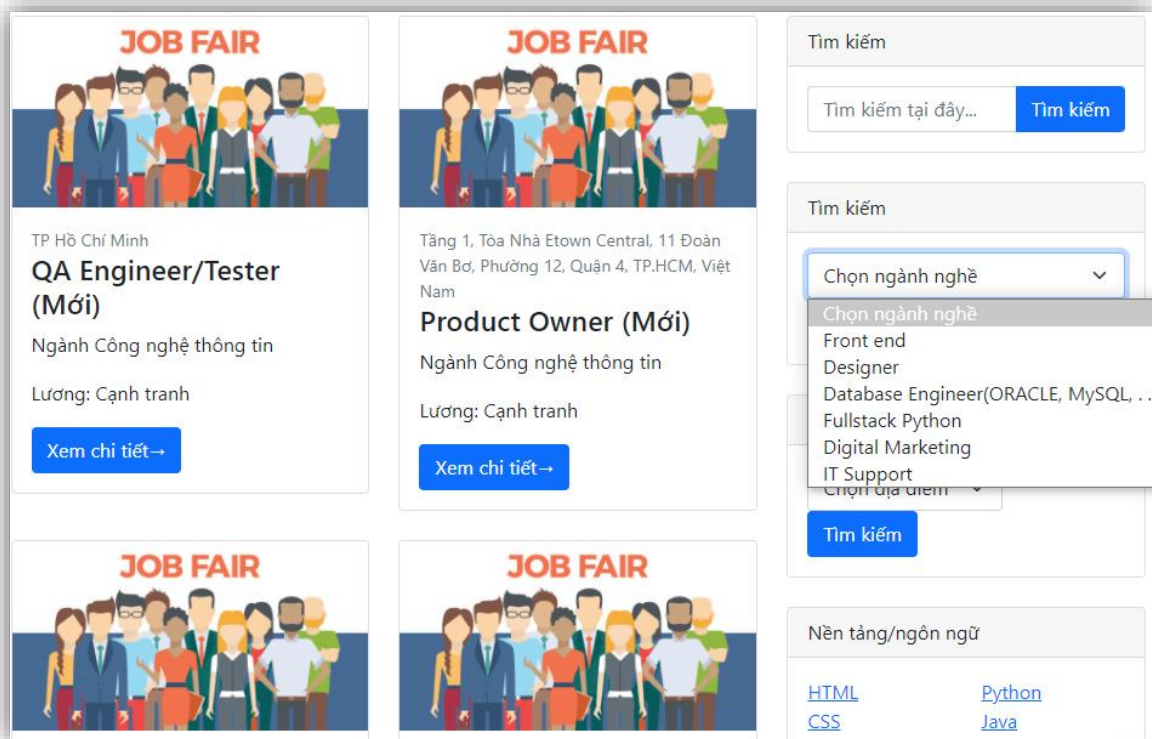 JOB FAIR
TP Hồ Chí Minh
QA Engineer/Tester
(Mới)
Ngành Công nghệ thông tin
Lương: Cạnh tranh
Xem chi tiết→
JOB FAIR
Tầng 1, Tòa Nhà Etown Central, 11 Đoàn
Văn Bơ, Phường 12, Quận 4, TP.HCM, Việt
Nam
Product Owner (Mới)
Ngành Công nghệ thông tin
Lương: Cạnh tranh
Xem chi tiết→
JOB FAIR
JOB FAIR
Tìm kiếm
Tìm kiếm tại đây...
Tìm kiếm
Tìm kiếm
Chọn ngành nghề
Chọn ngành nghề
Front end
Designer
Database Engineer(ORACLE, MySQL, . .
Fullstack Python
Digital Marketing
IT Support
Chọn địa điểm
Tìm kiếm
Nền tảng/ngôn ngữ
HTML
Python
CSS
Java